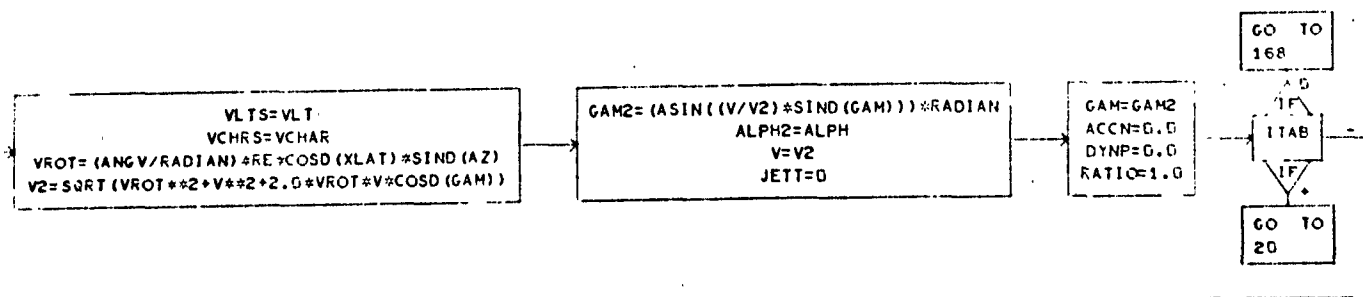 VLTS=VLT
VCHRS=VCHAR
VROT=(ANGV/RADIAN)*RE*COSD(XLAT)*SIND(AZ)
V2=SQRT(VROT**2+V**2+2.0*VROT*V*COSD(GAM))
GAM2=(ASIN((V/V2)*SIND(GAM)))*RADIAN
ALPH2=ALPH
V=V2
JETT=0
GAM=GAM2
ACCN=0.0
DYNP=0.0
RATIO=1.0
GO TO
168
0
IF
ITAB
-
IF
+
GO TO
20